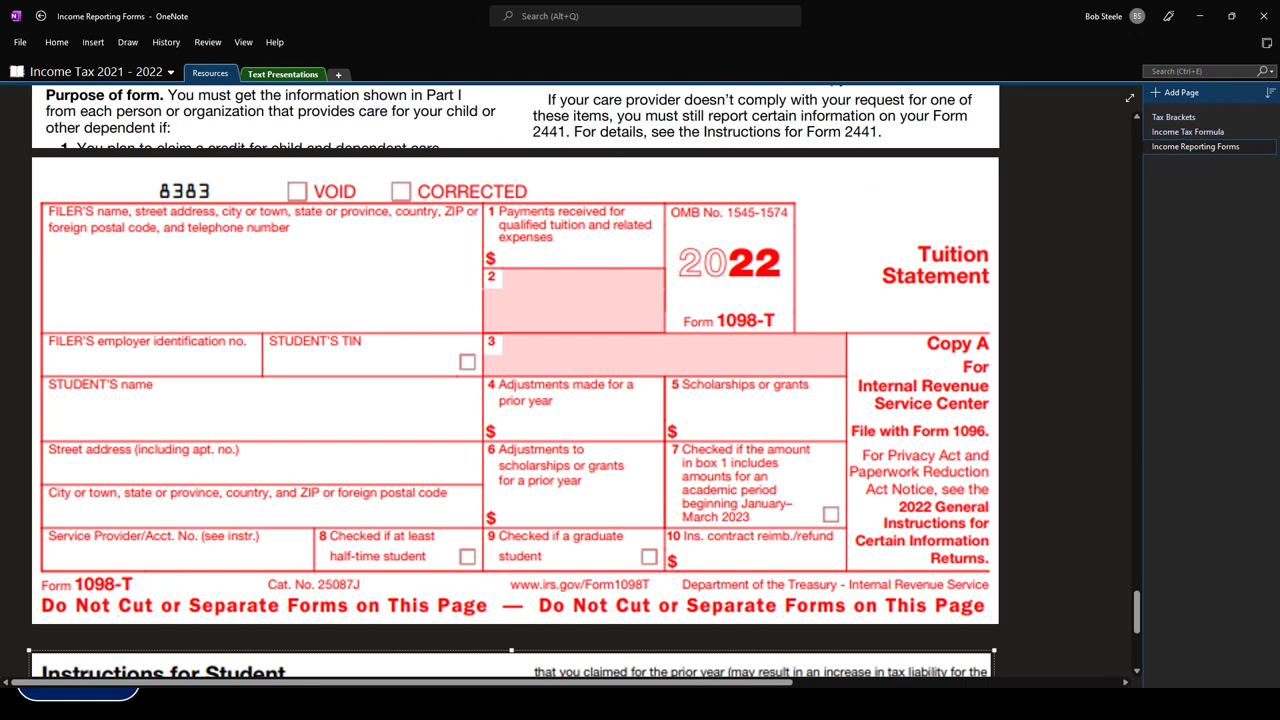 Income Reporting Forms - OneNote
Search (Alt+Q)
Bob Steele
BS
File
Home
Insert
Draw
History
Review
View
Help
Income Tax 2021 - 2022
Resources
Text Presentations
+
Search (Ctrl+E)
Add Page
Tax Brackets
Income Tax Formula
Income Reporting Forms
Purpose of form. You must get the information shown in Part I
from each person or organization that provides care for your child or
other dependent if:
1. You plan to claim a credit for child and dependent care
If your care provider doesn't comply with your request for one of
these items, you must still report certain information on your Form
2441. For details, see the Instructions for Form 2441.
8383
VOID
CORRECTED
FILER'S name, street address, city or town, state or province, country, ZIP or
foreign postal code, and telephone number
1 Payments received for
qualified tuition and related
expenses
$
2
OMB No. 1545-1574
2022
Form 1098-T
Tuition
Statement
FILER'S employer identification no.
STUDENT'S TIN
3
Copy A
For
Internal Revenue
Service Center
File with Form 1096.
For Privacy Act and
Paperwork Reduction
Act Notice, see the
2022 General
Instructions for
Certain Information
Returns.
STUDENT'S name
4 Adjustments made for a
prior year
$
5 Scholarships or grants
$
Street address (including apt. no.)
6 Adjustments to
scholarships or grants
for a prior year
$
7 Checked if the amount
in box 1 includes
amounts for an
academic period
beginning January–
March 2023
City or town, state or province, country, and ZIP or foreign postal code
Service Provider/Acct. No. (see instr.)
8 Checked if at least
half-time student
9 Checked if a graduate
student
10 Ins. contract reimb./refund
$
Form 1098-T
Cat. No. 25087J
www.irs.gov/Form1098T
Department of the Treasury - Internal Revenue Service
Do Not Cut or Separate Forms on This Page — Do Not Cut or Separate Forms on This Page
Instructions for Student
that you claimed for the prior year (may result in an increase in tax liability for the